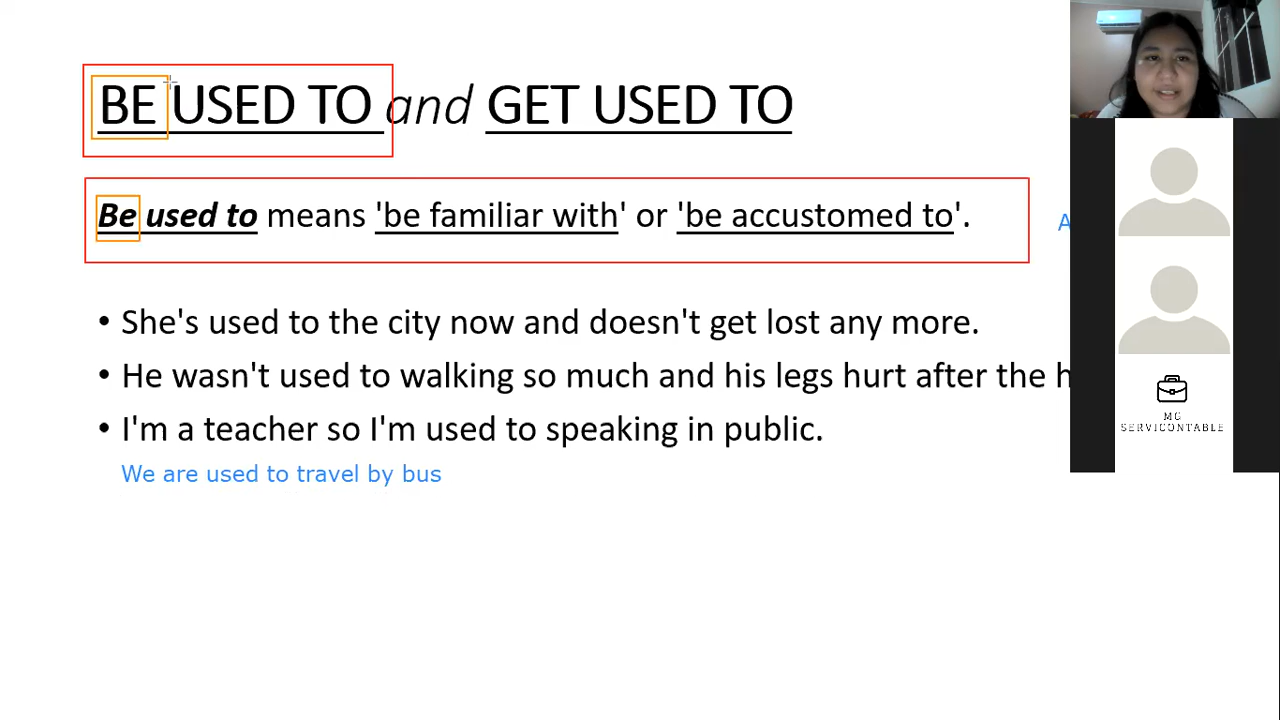 BE USED TO and GET USED TO
Be used to means 'be familiar with' or 'be accustomed to'.
• She's used to the city now and doesn't get lost any more.
• He wasn't used to walking so much and his legs hurt after the
• I'm a teacher so I'm used to speaking in public.
We are used to travel by bus
MG
SERVICONTABLE